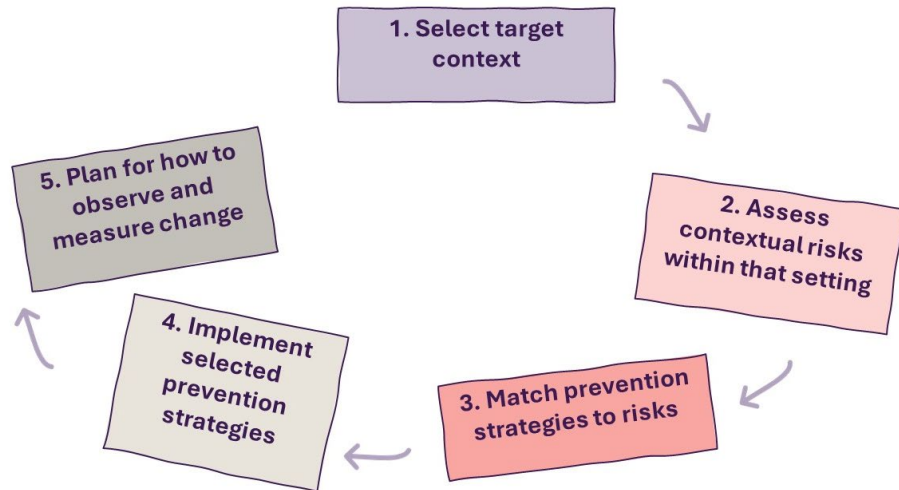 1. Select target
context
2. Assess
contextual risks
within that setting
3. Match prevention
strategies to risks
4. Implement
selected
prevention
strategies
5. Plan for how to
observe and
measure change